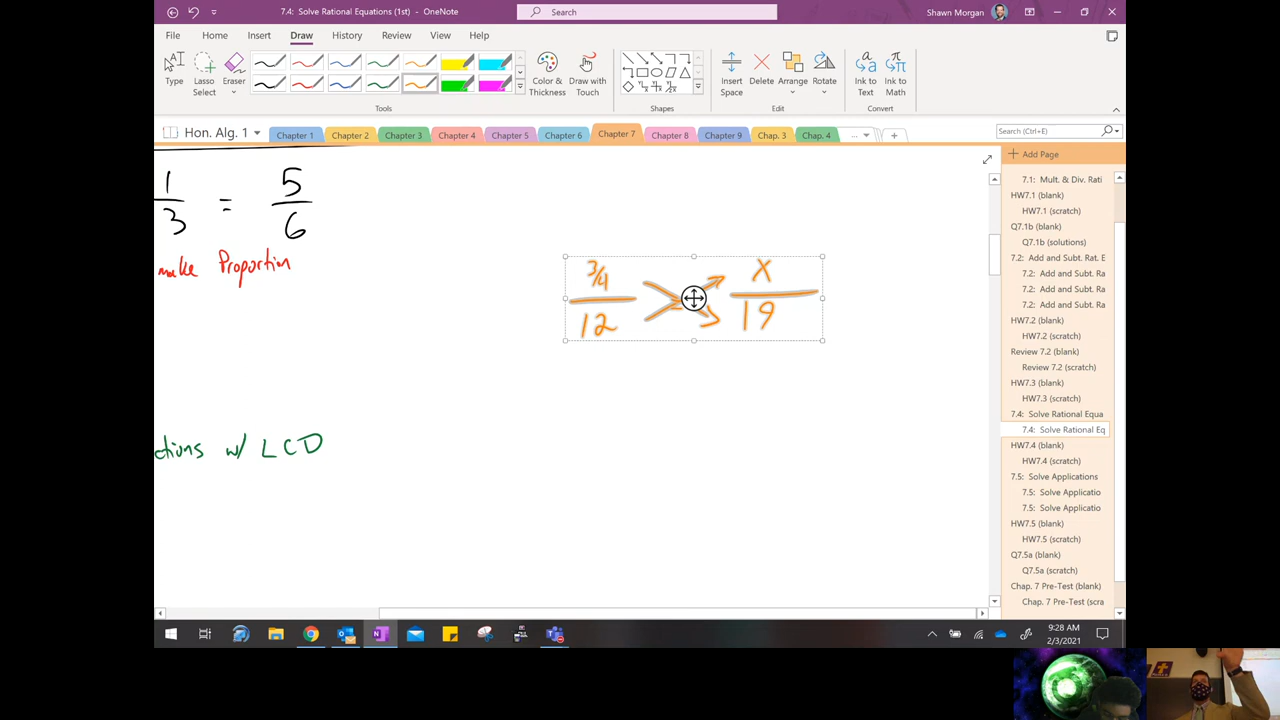 7.4: Solve Rational Equations (1st) - OneNote
Search
Shawn Morgan
File Home Insert Draw History Review View Help
Type
Lasso Select
Eraser
Color & Thickness
Draw with Touch
Insert Space
Delete
Arrange
Rotate
Ink to Text
Ink to Math
Tools
Shapes
Edit
Convert
Hon. Alg. 1
Chapter 1
Chapter 2
Chapter 3
Chapter 4
Chapter 5
Chapter 6
Chapter 7
Chapter 8
Chapter 9
Chap. 3
Chap. 4
...
Search (Ctrl+E)
Add Page
1/3 = 5/6
make Proportion
3/4
12
=
x
19
ctions w/ LCD
7.1: Mult. & Div. Rati
HW7.1 (blank)
HW7.1 (scratch)
Q7.1b (blank)
Q7.1b (solutions)
7.2: Add and Subt. Rat. E
7.2: Add and Subt. Ra
7.2: Add and Subt. Ra
7.2: Add and Subt. Ra
HW7.2 (blank)
HW7.2 (scratch)
Review 7.2 (blank)
Review 7.2 (scratch)
HW7.3 (blank)
HW7.3 (scratch)
7.4: Solve Rational Equa
7.4: Solve Rational Eq
HW7.4 (blank)
HW7.4 (scratch)
7.5: Solve Applications
7.5: Solve Applicatio
7.5: Solve Applicatio
HW7.5 (blank)
HW7.5 (scratch)
Q7.5a (blank)
Q7.5a (scratch)
Chap. 7 Pre-Test (blank)
Chap. 7 Pre-Test (scra
9:28 AM
2/3/2021